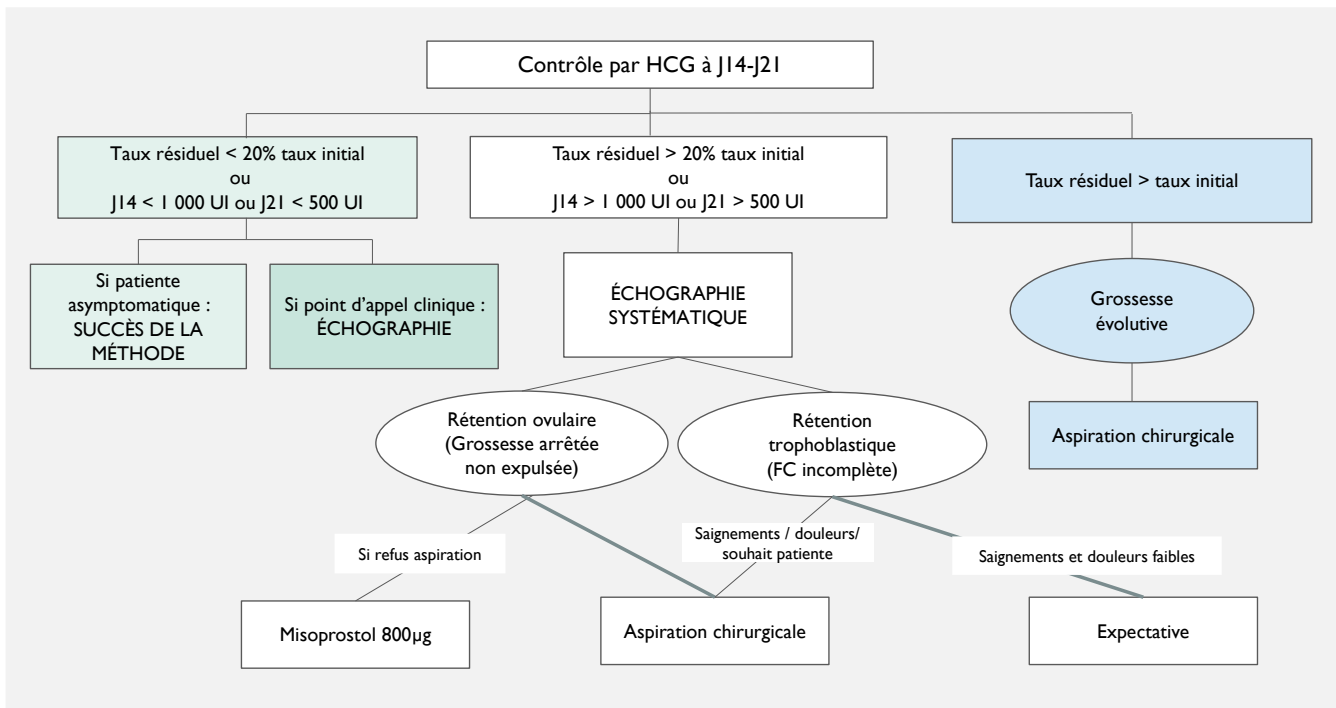 Contrôle par HCG à J14-J21
Taux résiduel < 20% taux initial
ou
J14 < 1 000 UI ou J21 < 500 UI
Taux résiduel > 20% taux initial
ou
J14 > 1 000 UI ou J21 > 500 UI
Taux résiduel > taux initial
Si patiente
asymptomatique :
SUCCÈS DE LA
MÉTHODE
Si point d’appel clinique :
ÉCHOGRAPHIE
ÉCHOGRAPHIE
SYSTÉMATIQUE
Grossesse
évolutive
Rétention ovulaire
(Grossesse arrêtée
non expulsée)
Rétention
trophoblastique
(FC incomplète)
Aspiration chirurgicale
Si refus aspiration
Saignements / douleurs/
souhait patiente
Saignements et douleurs faibles
Misoprostol 800µg
Aspiration chirurgicale
Expectative